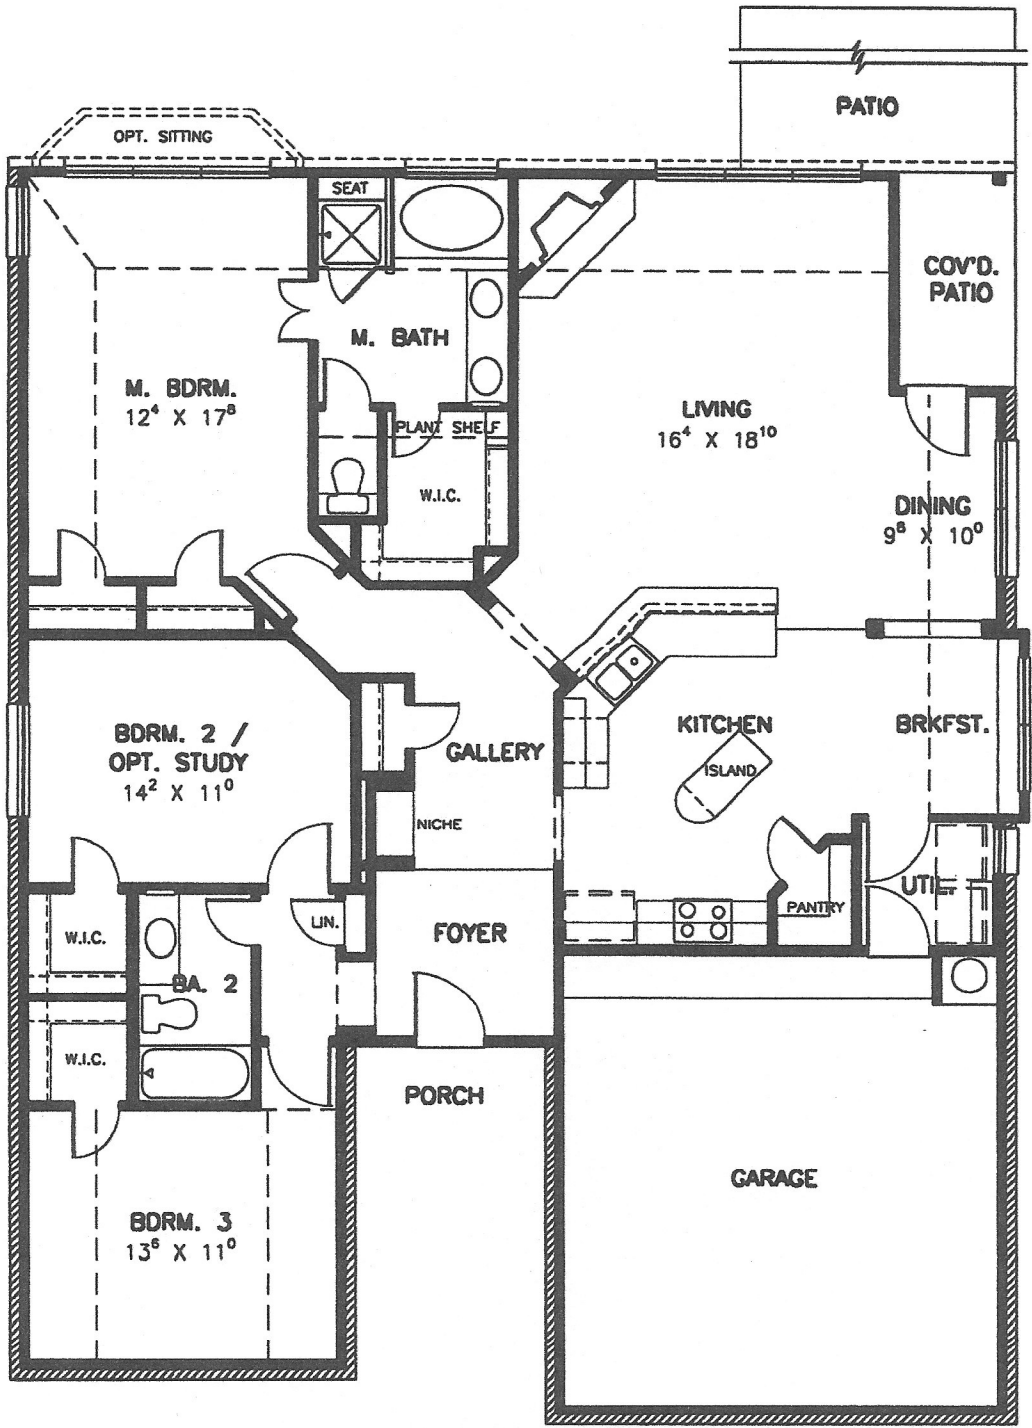 PATIO
OPT. SITTING
SEAT
COV'D.
PATIO
M. BATH
M. BDRM.
12⁴ X 17⁸
LIVING
16⁴ X 18¹⁰
PLANT SHELF
W.I.C.
DINING
9⁸ X 10⁰
BDRM. 2 /
OPT. STUDY
14² X 11⁰
GALLERY
KITCHEN
BRKFST.
ISLAND
NICHE
UTIL.
PANTRY
LIN.
FOYER
W.I.C.
BA. 2
W.I.C.
PORCH
GARAGE
BDRM. 3
13⁶ X 11⁰